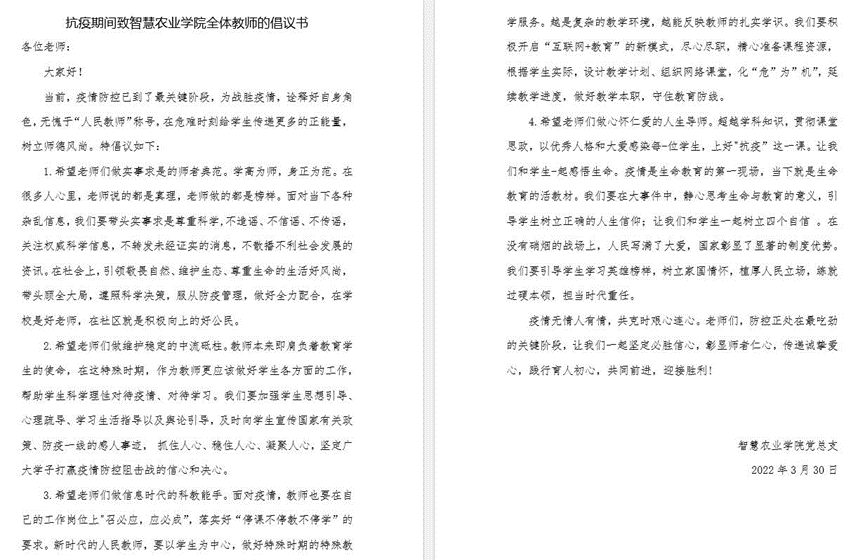 抗疫期间致智慧农业学院全体教师的倡议书
各位老师：
大家好！
当前，疫情防控已到了最关键阶段，为战胜疫情，诠释好自身角
色，无愧于“人民教师”称号，在危难时刻给学生传递更多的正能量，
树立师德风尚。特倡议如下：
1.希望老师们做实事求是的师者典范。学高为师，身正为范。在
很多人心里，老师说的都是真理，老师做的都是榜样。面对当下各种
杂乱信息，我们要带头实事求是尊重科学,不造谣、不信谣、不传谣，
关注权威科学信息，不转发未经证实的消息，不散播不利社会发展的
资讯。在社会上，引领敬畏自然、维护生态、尊重生命的生活好风尚，
带头顾全大局，遵照科学决策，服从防疫管理，做好全力配合，在学
校是好老师，在社区就是积极向上的好公民。
2.希望老师们做维护稳定的中流砥柱。教师本来即肩负着教育学
生的使命，在这特殊时期，作为教师更应该做好学生各方面的工作，
帮助学生科学理性对待疫情、对待学习。我们要加强学生思想引导、
心理疏导、学习生活指导以及舆论引导，及时向学生宣传国家有关政
策、防疫一线的感人事迹， 抓住人心、稳住人心、凝聚人心，坚定广
大学子打赢疫情防控阻击战的信心和决心。
3.希望老师们做信息时代的科教能手。面对疫情，教师也要在自
己的工作岗位上"召必应，应必成”，落实好“停课不停教不停学”的
要求。新时代的人民教师，要以学生为中心，做好特殊时期的特殊教
学服务。越是复杂的教学环境，越能反映教师的扎实学识。我们要积
极开启“互联网+教育”的新模式，尽心尽职，精心准备课程资源，
根据学生实际，设计教学计划、组织网络课堂，化“危”为“机”，延
续教学进度，做好教学本职，守住教育防线。
4.希望老师们做心怀仁爱的人生导师。超越学科知识，贯彻课堂
思政，以优秀人格和大爱感染每-位学生，上好"抗疫”这一课。让我
们和学生-起感悟生命。疫情是生命教育的第一现场，当下就是生命
教育的活教材。我们要在大事件中，静心思考生命与教育的意义，引
导学生树立正确的人生信仰；让我们和学生一起树立四个自信 。在
没有硝烟的战场上，人民写满了大爱，国家彰显了显著的制度优势。
我们要引导学生学习英雄榜样，树立家国情怀，植厚人民立场，练就
过硬本领，担当时代重任。
疫情无情人有情，共克时艰心连心。老师们，防控正处在最吃劲
的关键阶段，让我们一起坚定必胜信心，彰显师者仁心，传递诚挚爱
心，践行育人初心，共同前进，迎接胜利！
智慧农业学院党总支
2022 年 3 月 30 日